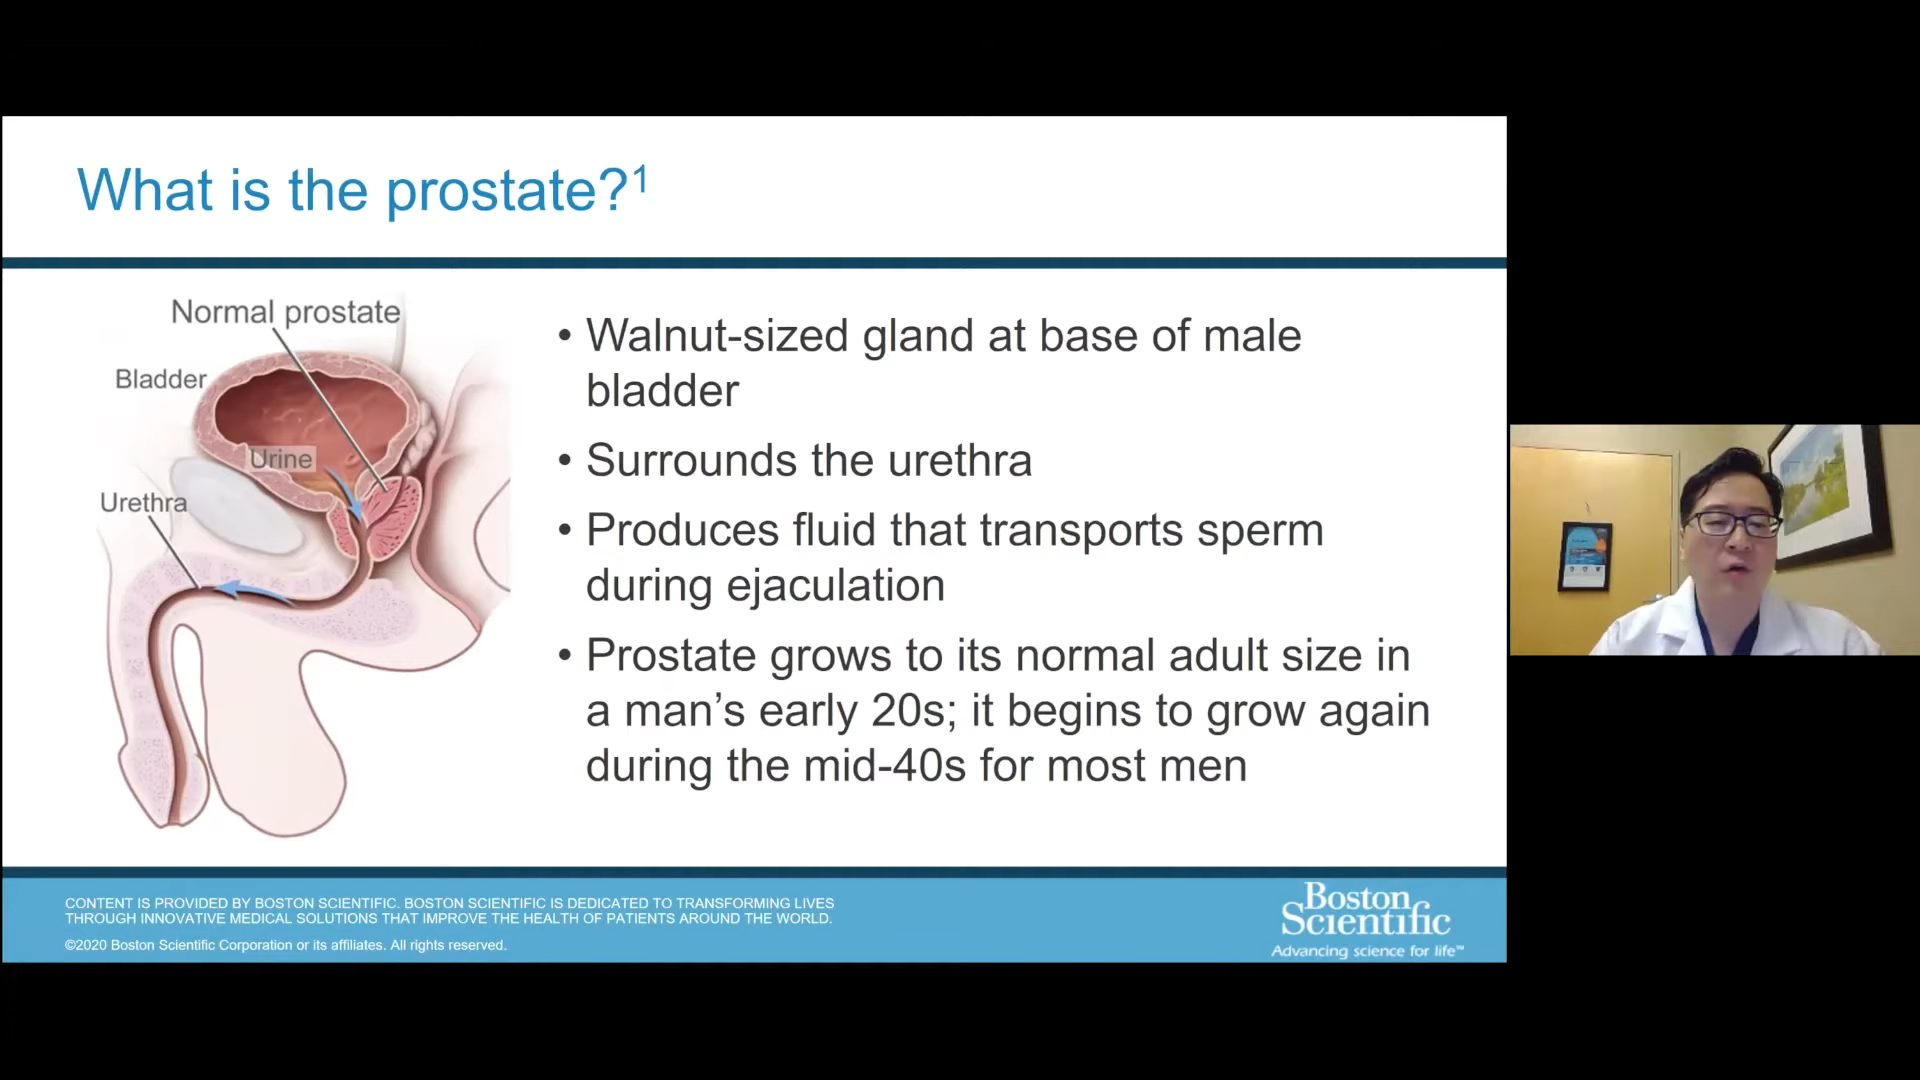 What is the prostate?1
Normal prostate
Bladder
Urine
Urethra
• Walnut-sized gland at base of male
bladder
• Surrounds the urethra
• Produces fluid that transports sperm
during ejaculation
• Prostate grows to its normal adult size in
a man’s early 20s; it begins to grow again
during the mid-40s for most men
CONTENT IS PROVIDED BY BOSTON SCIENTIFIC. BOSTON SCIENTIFIC IS DEDICATED TO TRANSFORMING LIVES
THROUGH INNOVATIVE MEDICAL SOLUTIONS THAT IMPROVE THE HEALTH OF PATIENTS AROUND THE WORLD.
©2020 Boston Scientific Corporation or its affiliates. All rights reserved.
Boston
Scientific
Advancing science for life™